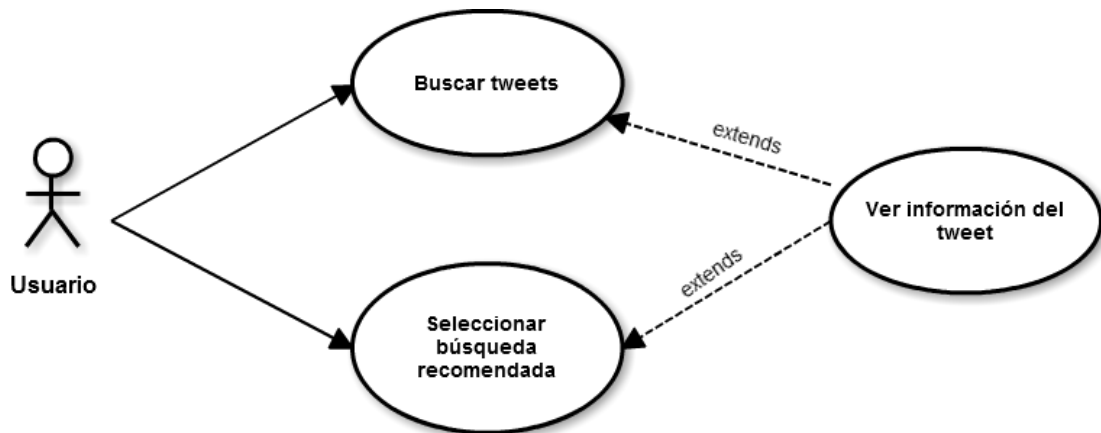 Buscar tweets
extends
Ver información del
tweet
Usuario
extends
Seleccionar
búsqueda
recomendada